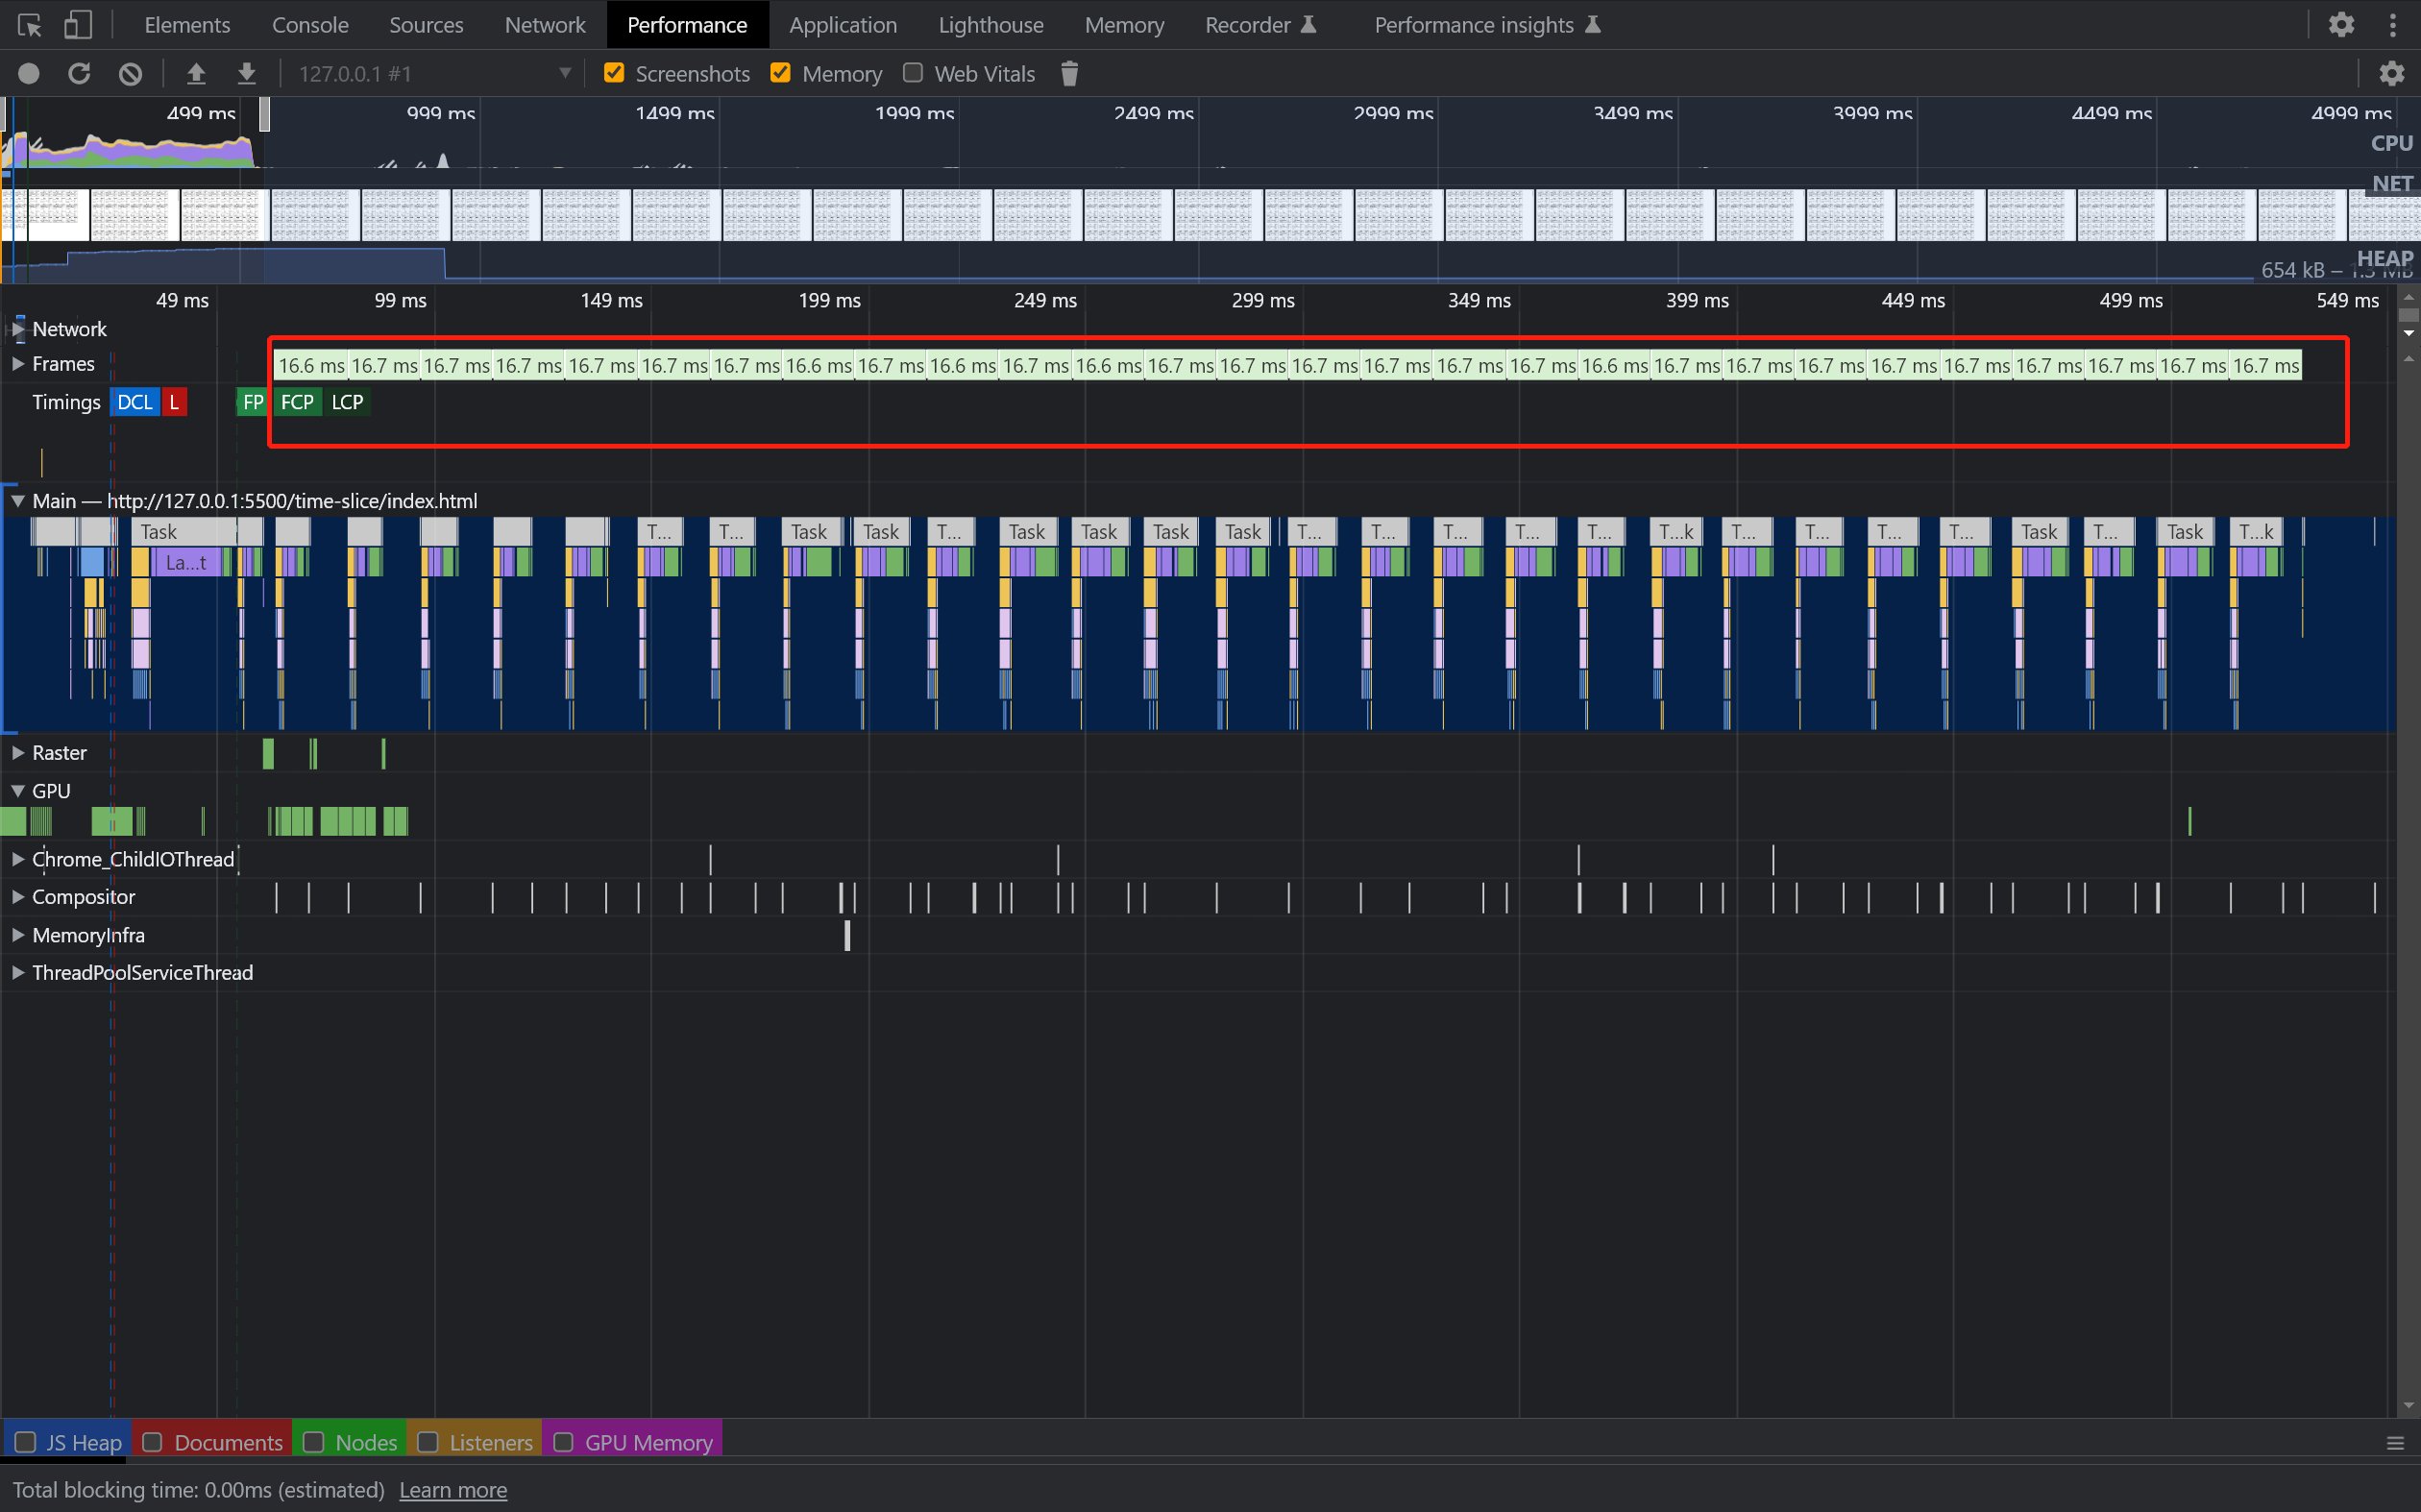 Elements Console Sources Network Performance Application Lighthouse Memory Recorder Performance insights
127.0.0.1 #1 Screenshots Memory Web Vitals
499 ms 999 ms 1499 ms 1999 ms 2499 ms 2999 ms 3499 ms 3999 ms 4499 ms 4999 ms
CPU
NET
HEAP
654 kB – 1.3 MB
49 ms 99 ms 149 ms 199 ms 249 ms 299 ms 349 ms 399 ms 449 ms 499 ms 549 ms
Network
Frames 16.6 ms 16.7 ms 16.7 ms 16.7 ms 16.7 ms 16.7 ms 16.7 ms 16.6 ms 16.7 ms 16.6 ms 16.7 ms 16.6 ms 16.7 ms 16.7 ms 16.7 ms 16.7 ms 16.7 ms 16.7 ms 16.6 ms 16.7 ms 16.7 ms 16.7 ms 16.7 ms 16.7 ms 16.7 ms 16.7 ms 16.7 ms 16.7 ms
Timings DCL L FP FCP LCP
Main — http://127.0.0.1:5500/time-slice/index.html
Task T... T... Task Task T... Task Task Task Task T... T... T... T... T... T...k T... T... T... T... Task T... Task T...k
La...t
Raster
GPU
Chrome_ChildIOThread
Compositor
MemoryInfra
ThreadPoolServiceThread
JS Heap Documents Nodes Listeners GPU Memory
Total blocking time: 0.00ms (estimated) Learn more